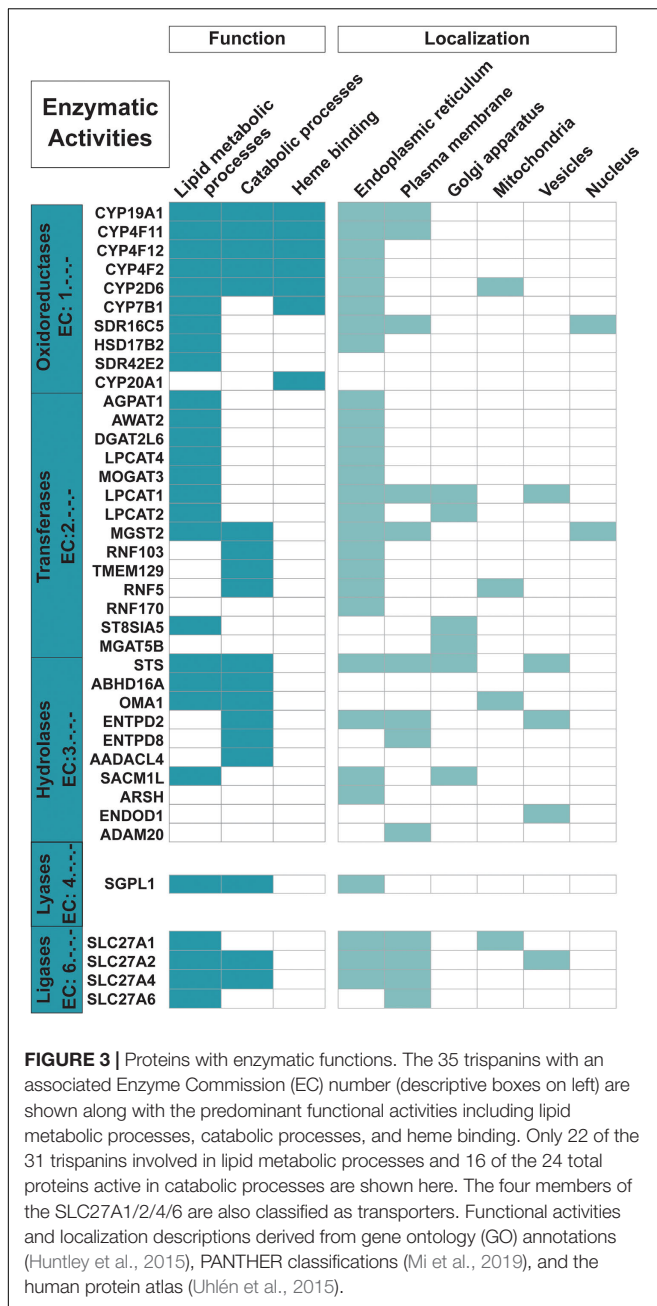 Function
Localization
Enzymatic
Activities
Lipid metabolic
processes
Catabolic processes
Heme binding
Endoplasmic reticulum
Plasma membrane
Golgi apparatus
Mitochondria
Vesicles
Nucleus
Oxidoreductases
EC: 1.-.-.-
CYP19A1
CYP4F11
CYP4F12
CYP4F2
CYP2D6
CYP7B1
SDR16C5
HSD17B2
SDR42E2
CYP20A1
Transferases
EC:2.-.-.-
AGPAT1
AWAT2
DGAT2L6
LPCAT4
MOGAT3
LPCAT1
LPCAT2
MGST2
RNF103
TMEM129
RNF5
RNF170
ST8SIA5
MGAT5B
Hydrolases
EC:3.-.-.-
STS
ABHD16A
OMA1
ENTPD2
ENTPD8
AADACL4
SACM1L
ARSH
ENDOD1
ADAM20
Lyases
EC: 4.-.-.-
SGPL1
Ligases
EC: 6.-.-.-
SLC27A1
SLC27A2
SLC27A4
SLC27A6
FIGURE 3 | Proteins with enzymatic functions. The 35 trispanins with an
associated Enzyme Commission (EC) number (descriptive boxes on left) are
shown along with the predominant functional activities including lipid
metabolic processes, catabolic processes, and heme binding. Only 22 of the
31 trispanins involved in lipid metabolic processes and 16 of the 24 total
proteins active in catabolic processes are shown here. The four members of
the SLC27A1/2/4/6 are also classified as transporters. Functional activities
and localization descriptions derived from gene ontology (GO) annotations
(Huntley et al., 2015), PANTHER classifications (Mi et al., 2019), and the
human protein atlas (Uhlén et al., 2015).